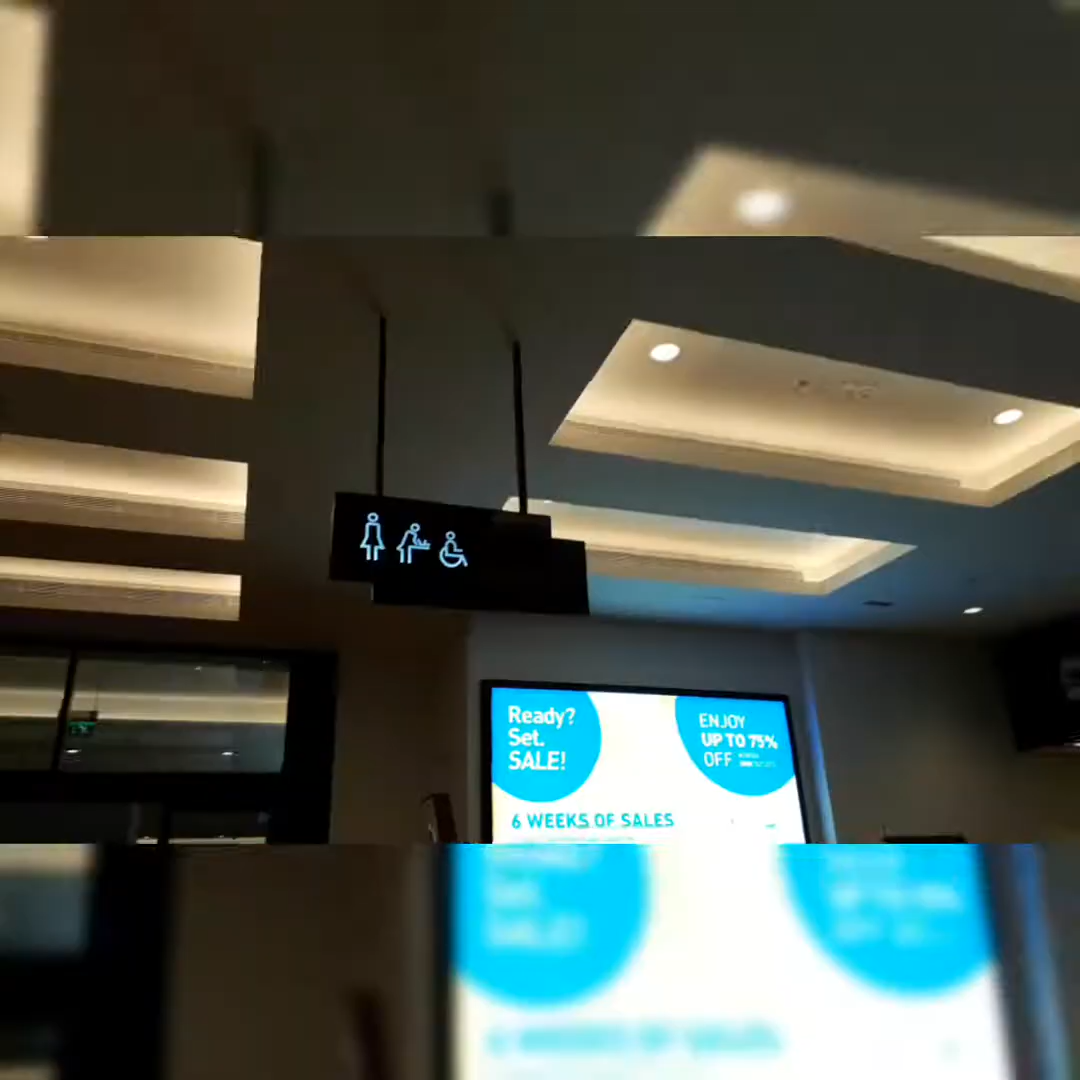 Ready?
Set.
SALE!
ENJOY
UP TO 75%
OFF
6 WEEKS OF SALES